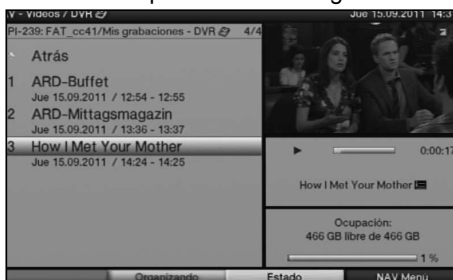 .V - Vídeos / DVR
Jue 15.09.2011 14:3
PI-239: FAT_cc41/Mis grabaciones - DVR 4/4
Atrás
1 ARD-Buffet
Jue 15.09.2011 / 12:54 - 12:55
2 ARD-Mittagsmagazin
Jue 15.09.2011 / 13:36 - 13:37
3 How I Met Your Mother
Jue 15.09.2011 / 14:24 - 14:25
0:00:17
How I Met Your Mother
Ocupación:
466 GB libre de 466 GB
1 %
Organizando
Estado
NAV Menú